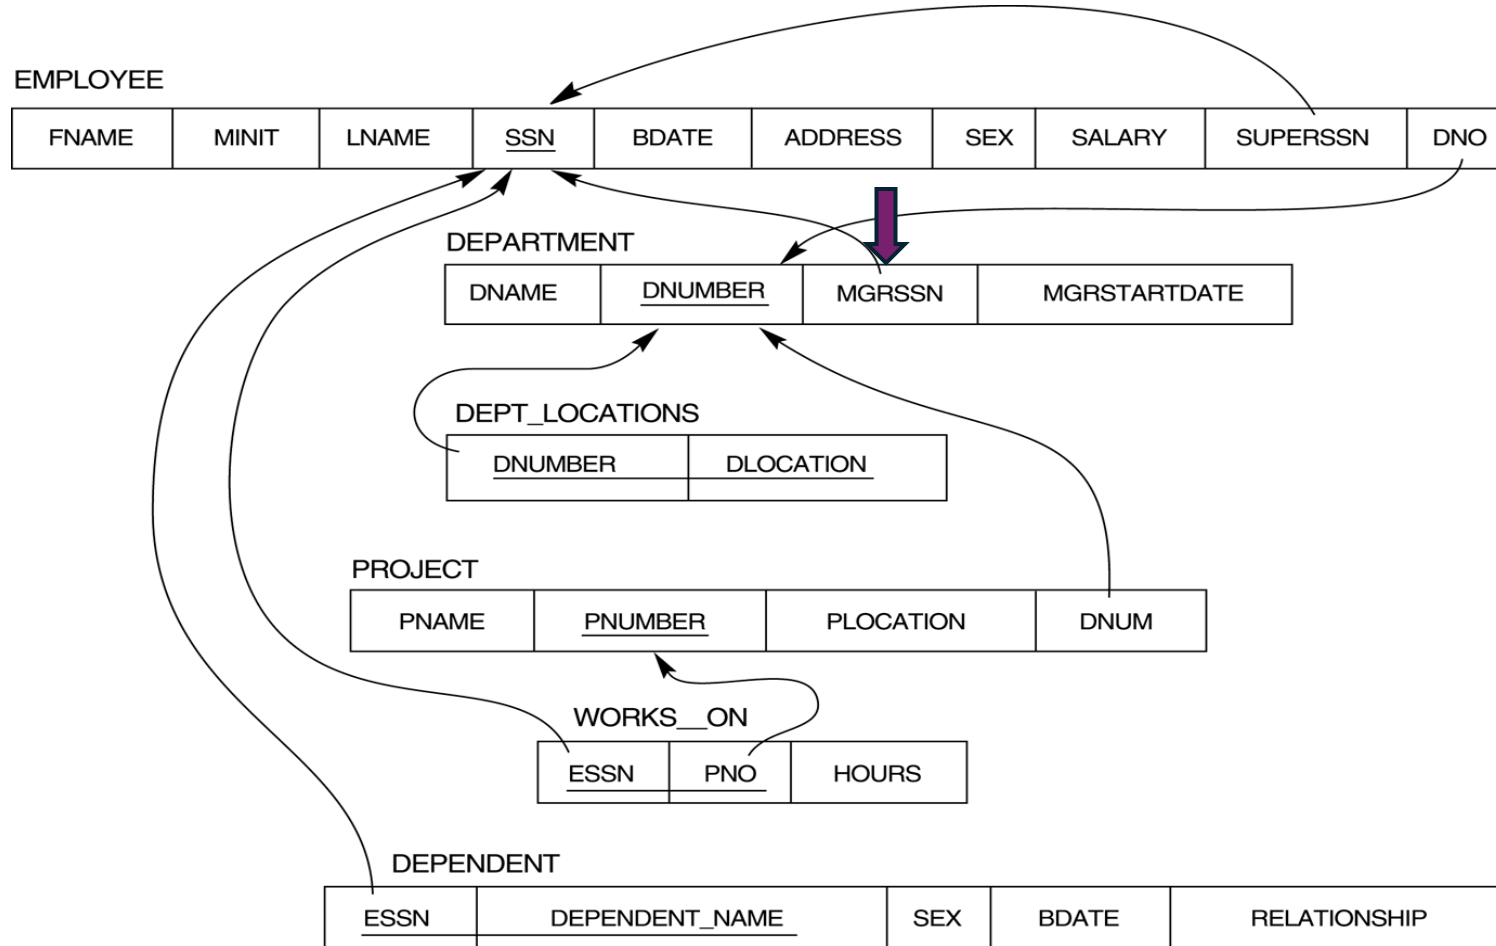 EMPLOYEE
FNAME MINIT LNAME SSN BDATE ADDRESS SEX SALARY SUPERSSN DNO
DEPARTMENT
DNAME DNUMBER MGRSSN MGRSTARTDATE
DEPT_LOCATIONS
DNUMBER DLOCATION
PROJECT
PNAME PNUMBER PLOCATION DNUM
WORKS__ON
ESSN PNO HOURS
DEPENDENT
ESSN DEPENDENT_NAME SEX BDATE RELATIONSHIP